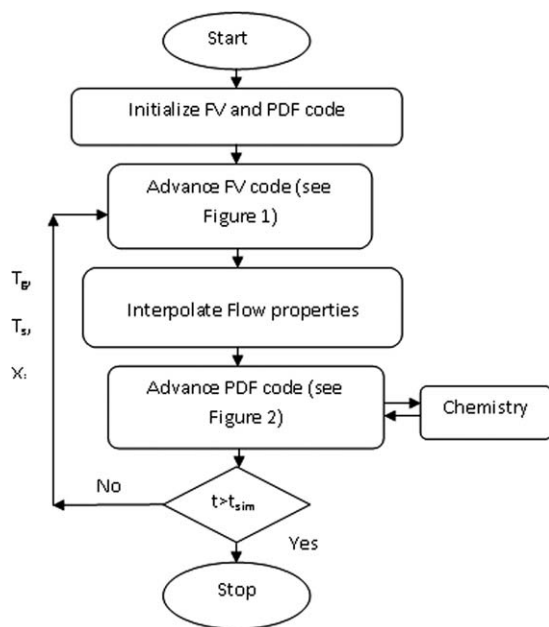 Start
Initialize FV and PDF code
Advance FV code (see
Figure 1)
Interpolate Flow properties
Advance PDF code (see
Figure 2)
Chemistry
t>tsim
No
Yes
Stop
Tg,
Ts,